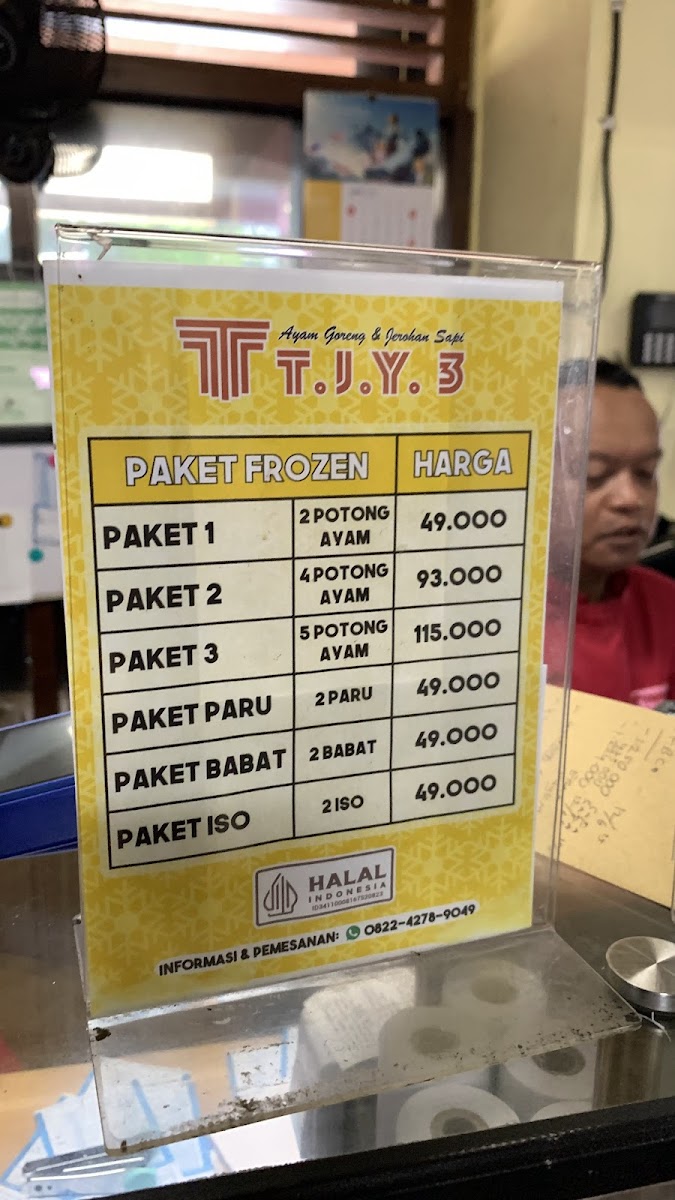 Ayam Goreng & Jerohan Sapi
T.J.Y. 3
PAKET FROZEN HARGA
PAKET 1 2 POTONG AYAM 49.000
PAKET 2 4 POTONG AYAM 93.000
PAKET 3 5 POTONG AYAM 115.000
PAKET PARU 2 PARU 49.000
PAKET BABAT 2 BABAT 49.000
PAKET ISO 2 ISO 49.000
HALAL
INDONESIA
INFORMASI & PEMESANAN: 0822-4278-9049